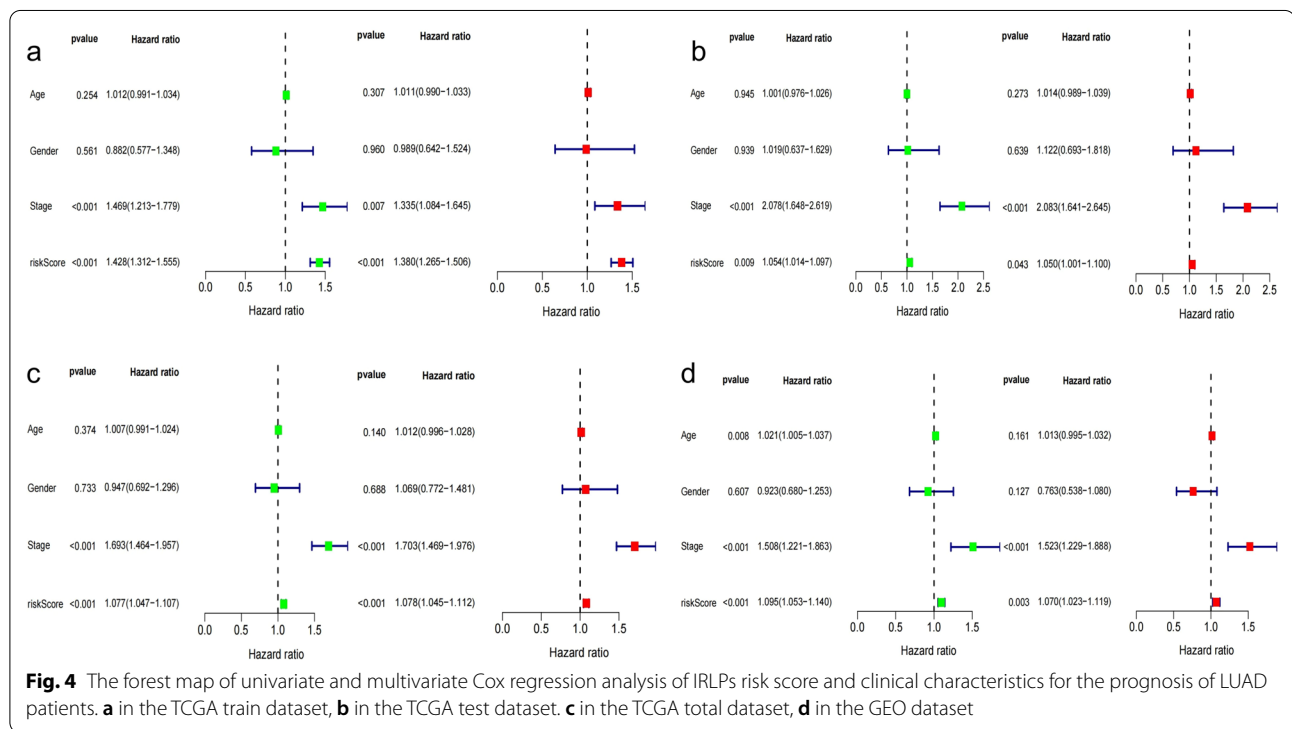 a
pvalue Hazard ratio pvalue Hazard ratio
Age 0.254 1.012(0.991−1.034) 0.307 1.011(0.990−1.033)
Gender 0.561 0.882(0.577−1.348) 0.960 0.989(0.642−1.524)
Stage <0.001 1.469(1.213−1.779) 0.007 1.335(1.084−1.645)
riskScore <0.001 1.428(1.312−1.555) <0.001 1.380(1.265−1.506)
0.0 0.5 1.0 1.5 0.0 0.5 1.0 1.5
Hazard ratio Hazard ratio
b
pvalue Hazard ratio pvalue Hazard ratio
Age 0.945 1.001(0.976−1.026) 0.273 1.014(0.989−1.039)
Gender 0.939 1.019(0.637−1.629) 0.639 1.122(0.693−1.818)
Stage <0.001 2.078(1.648−2.619) <0.001 2.083(1.641−2.645)
riskScore 0.009 1.054(1.014−1.097) 0.043 1.050(1.001−1.100)
0.0 0.5 1.0 1.5 2.0 2.5 0.0 0.5 1.0 1.5 2.0 2.5
Hazard ratio Hazard ratio
c
pvalue Hazard ratio pvalue Hazard ratio
Age 0.374 1.007(0.991−1.024) 0.140 1.012(0.996−1.028)
Gender 0.733 0.947(0.692−1.296) 0.688 1.069(0.772−1.481)
Stage <0.001 1.693(1.464−1.957) <0.001 1.703(1.469−1.976)
riskScore <0.001 1.077(1.047−1.107) <0.001 1.078(1.045−1.112)
0.0 0.5 1.0 1.5 0.0 0.5 1.0 1.5
Hazard ratio Hazard ratio
d
pvalue Hazard ratio pvalue Hazard ratio
Age 0.008 1.021(1.005−1.037) 0.161 1.013(0.995−1.032)
Gender 0.607 0.923(0.680−1.253) 0.127 0.763(0.538−1.080)
Stage <0.001 1.508(1.221−1.863) <0.001 1.523(1.229−1.888)
riskScore <0.001 1.095(1.053−1.140) 0.003 1.070(1.023−1.119)
0.0 0.5 1.0 1.5 0.0 0.5 1.0 1.5
Hazard ratio Hazard ratio
Fig. 4 The forest map of univariate and multivariate Cox regression analysis of IRLPs risk score and clinical characteristics for the prognosis of LUAD
patients. a in the TCGA train dataset, b in the TCGA test dataset. c in the TCGA total dataset, d in the GEO dataset